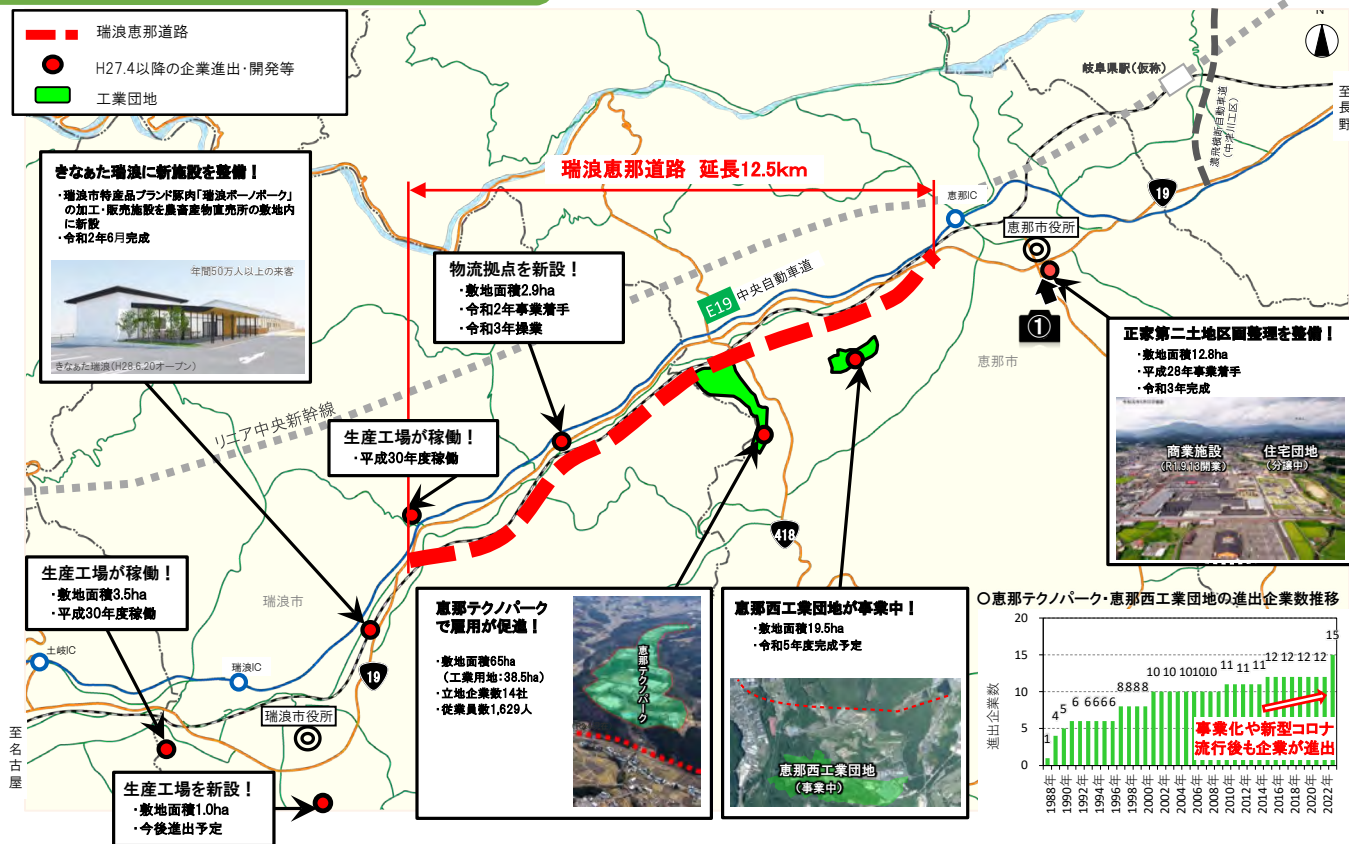 瑞浪恵那道路
H27.4以降の企業進出・開発等
工業団地
N
岐阜県駅(仮称)
濃飛横断自動車道
(中津川工区)
至長野
きなぁた瑞浪に新施設を整備！
・瑞浪市特産品ブランド豚肉「瑞浪ボーノポーク」
の加工・販売施設を農畜産物直売所の敷地内
に新設
・令和2年6月完成
年間50万人以上の来客
きなぁた瑞浪(H28.6.20オープン)
瑞浪恵那道路 延長12.5km
恵那IC
19
恵那市役所
物流拠点を新設！
・敷地面積2.9ha
・令和2年事業着手
・令和3年操業
E19 中央自動車道
①
恵那市
正家第二土地区画整理を整備！
・敷地面積12.8ha
・平成28年事業着手
・令和3年完成
商業施設
(R1.9.13開業)
住宅団地
(分譲中)
リニア中央新幹線
生産工場が稼働！
・平成30年度稼働
418
生産工場が稼働！
・敷地面積3.5ha
・平成30年度稼働
瑞浪市
土岐IC
瑞浪IC
19
瑞浪市役所
至名古屋
生産工場を新設！
・敷地面積1.0ha
・今後進出予定
恵那テクノパーク
で雇用が促進！
・敷地面積65ha
(工業用地：38.5ha)
・立地企業数14社
・従業員数1,629人
恵那テクノパーク
恵那西工業団地が事業中！
・敷地面積19.5ha
・令和5年度完成予定
恵那西工業団地
(事業中)
○恵那テクノパーク・恵那西工業団地の進出企業数推移
進出企業数
20
15
10
5
0
1 4 5 6 6 6 6 6 8 8 8 8 10 10 10 10 10 10 11 11 11 12 12 12 12 15
事業化や新型コロナ
流行後も企業が進出
1988年 1990年 1992年 1994年 1996年 1998年 2000年 2002年 2004年 2006年 2008年 2010年 2012年 2014年 2016年 2018年 2020年 2022年